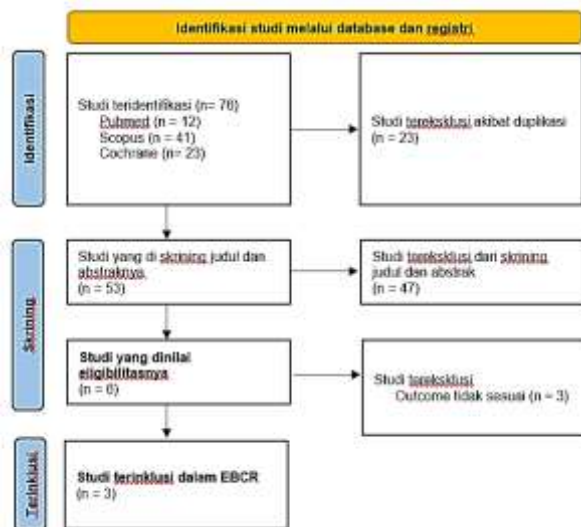 Identifikasi studi melalui database dan registri
Identifikasi
Studi teridentifikasi (n= 76)
Pubmed (n = 12)
Scopus (n = 41)
Cochrane (n= 23)
Studi tereksklusi akibat duplikasi
(n = 23)
Skrining
Studi yang di skrining judul dan
abstraknya
(n = 53)
Studi tereksklusi dari skrining
judul dan abstrak
(n = 47)
Studi yang dinilai
eligibilitasnya
(n = 6)
Studi tereksklusi
Outcome tidak sesuai (n = 3)
Terinklusi
Studi terinklusi dalam EBCR
(n = 3)